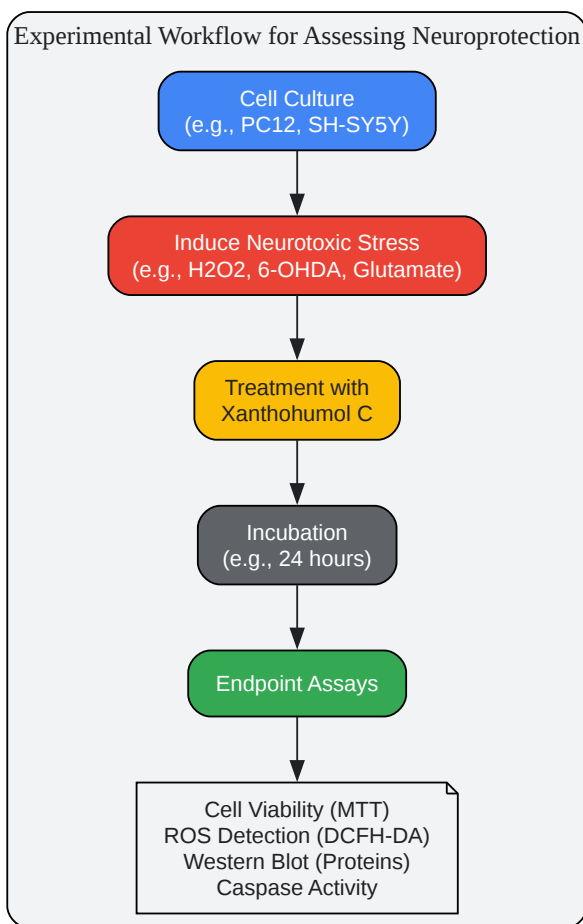 Experimental Workflow for Assessing Neuroprotection
Cell Culture
(e.g., PC12, SH-SY5Y)
Induce Neurotoxic Stress
(e.g., H2O2, 6-OHDA, Glutamate)
Treatment with
Xanthohumol C
Incubation
(e.g., 24 hours)
Endpoint Assays
Cell Viability (MTT)
ROS Detection (DCFH-DA)
Western Blot (Proteins)
Caspase Activity